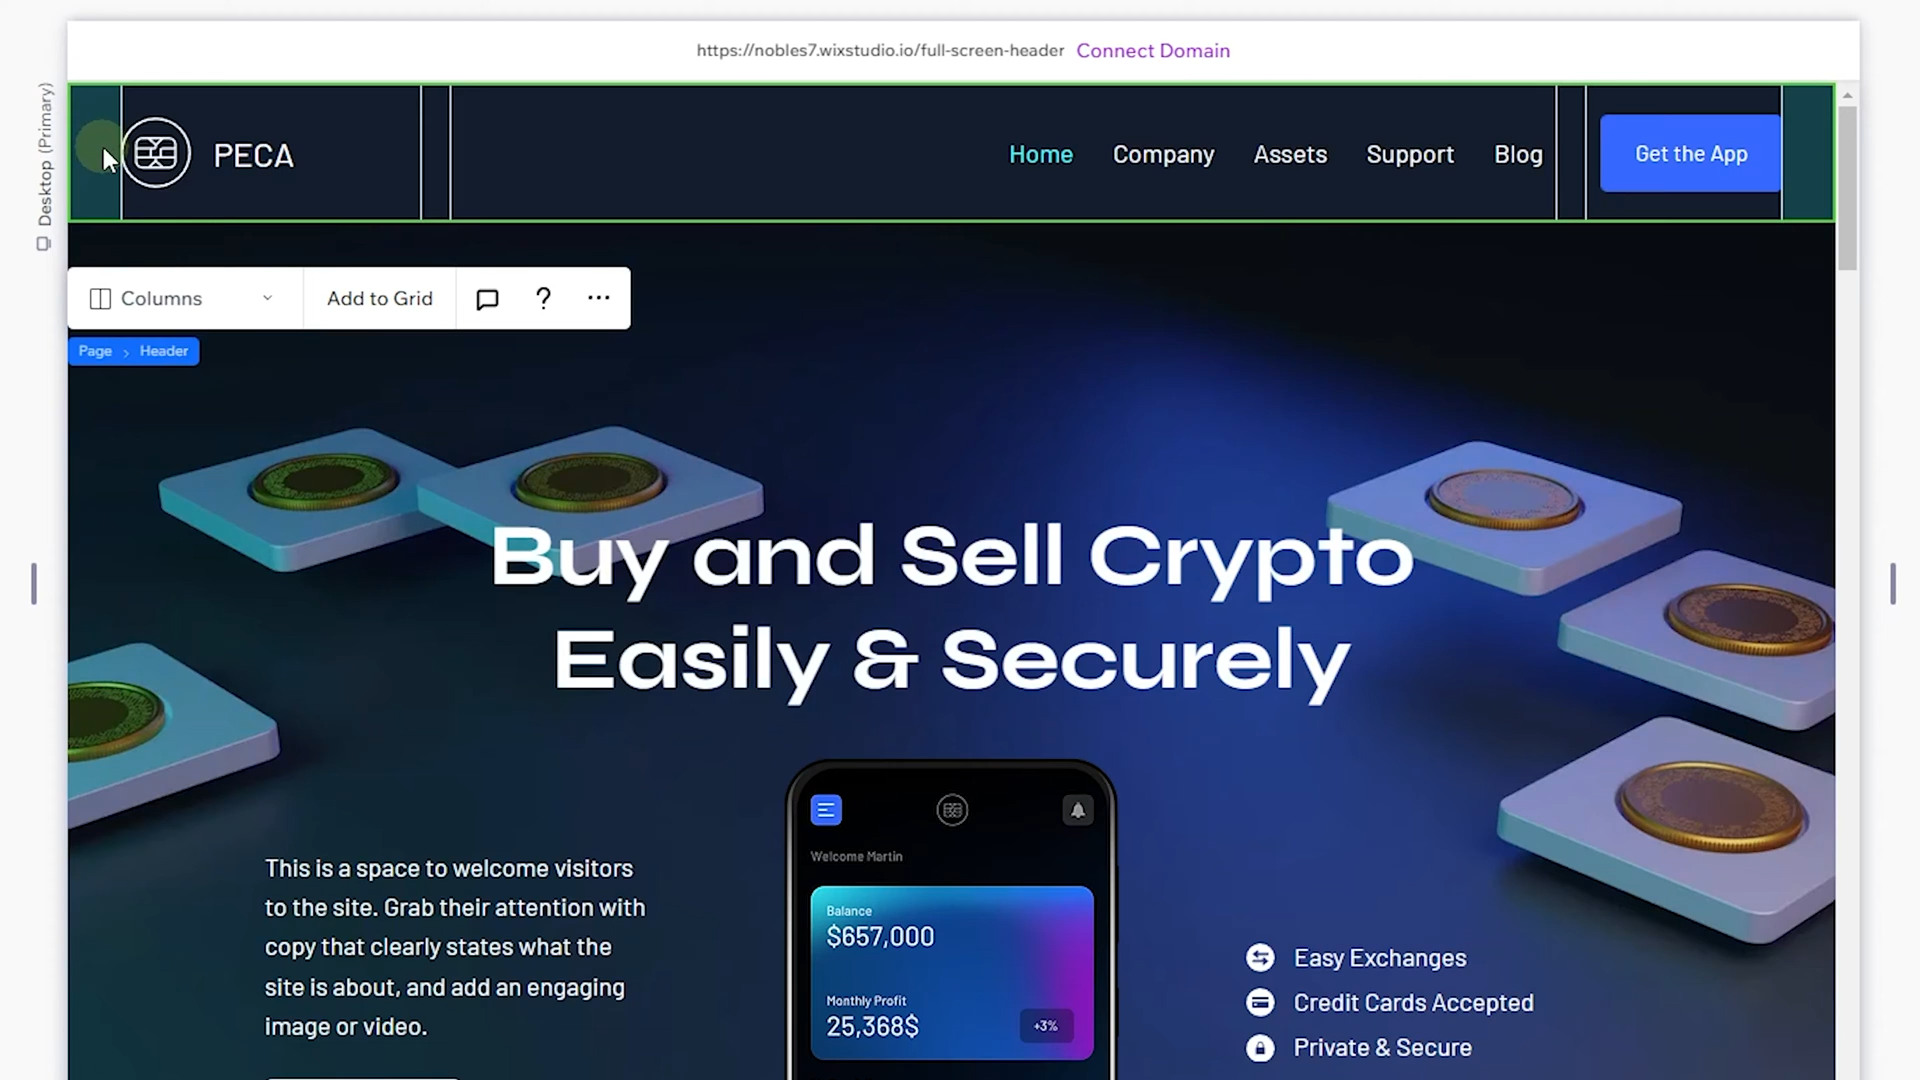 https://nobles7.wixstudio.io/full-screen-header Connect Domain
Desktop (Primary)
PECA
Home Company Assets Support Blog
Get the App
Columns Add to Grid ? ...
Page > Header
Buy and Sell Crypto
Easily & Securely
This is a space to welcome visitors
to the site. Grab their attention with
copy that clearly states what the
site is about, and add an engaging
image or video.
Welcome Martin
Balance
$657,000
Monthly Profit
25,368$
+3%
Easy Exchanges
Credit Cards Accepted
Private & Secure